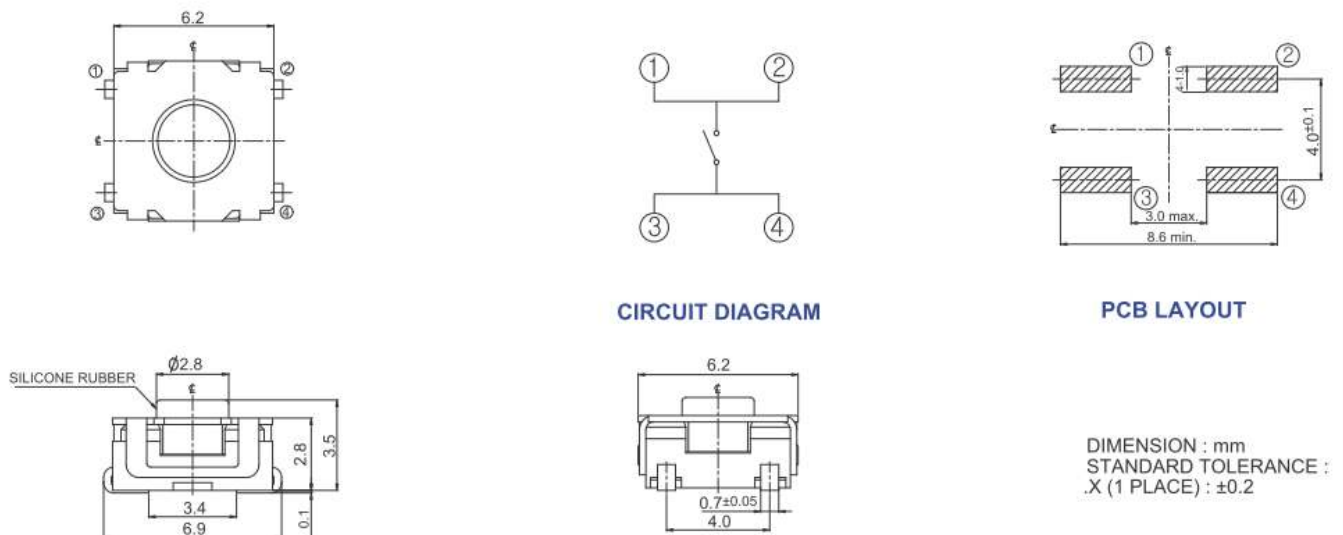 6.2
℄
① ②
℄
③ ④
① ②
③ ④
CIRCUIT DIAGRAM
① ℄ ②
4-1.0
℄
4.0±0.1
③ ④
3.0 max.
8.6 min.
PCB LAYOUT
Ø2.8
SILICONE RUBBER
℄
2.8
3.5
3.4
6.9
0.1
6.2
℄
0.7±0.05
4.0
DIMENSION : mm
STANDARD TOLERANCE :
.X (1 PLACE) : ±0.2